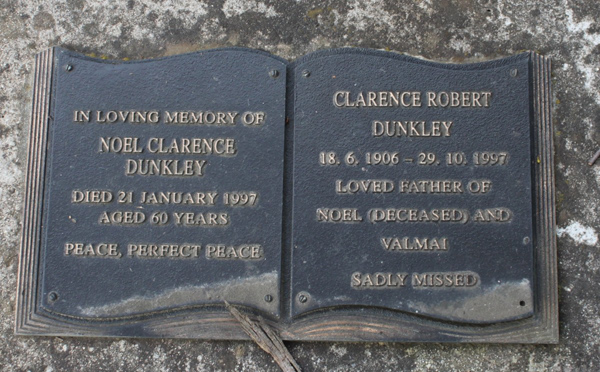 IN LOVING MEMORY OF
NOEL CLARENCE
DUNKLEY
DIED 21 JANUARY 1997
AGED 60 YEARS
PEACE, PERFECT PEACE
CLARENCE ROBERT
DUNKLEY
18. 6. 1906 – 29. 10. 1997
LOVED FATHER OF
NOEL (DECEASED) AND
VALMAI
SADLY MISSED